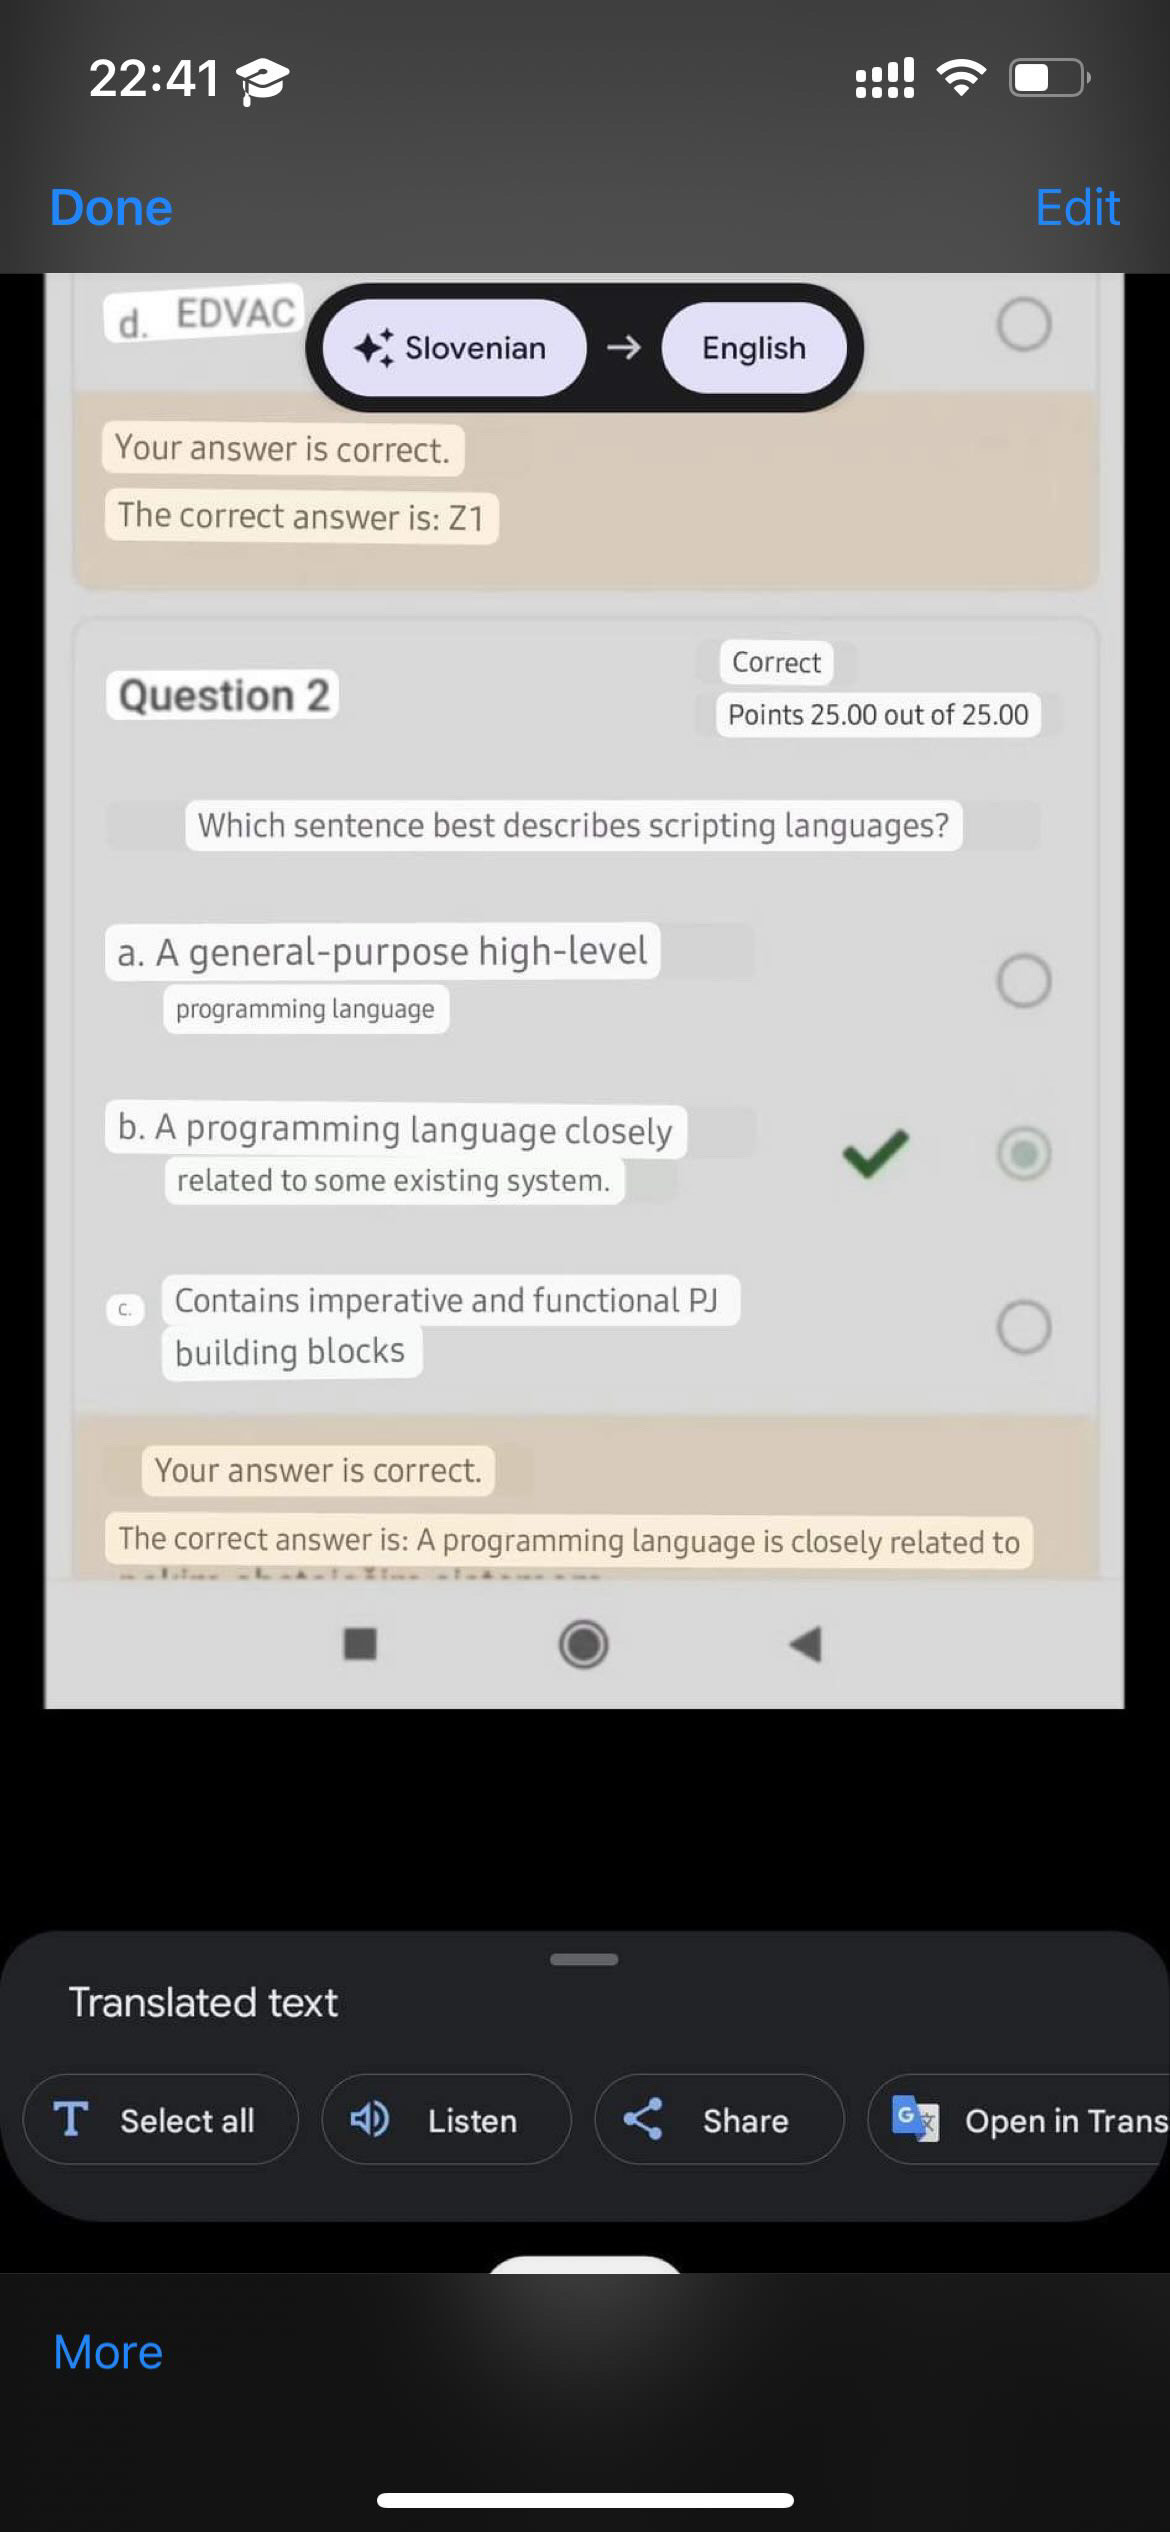 22:41
Done
Edit
d. EDVAC
Slovenian → English
Your answer is correct.
The correct answer is: Z1
Correct
Question 2
Points 25.00 out of 25.00
Which sentence best describes scripting languages?
a. A general-purpose high-level
programming language
b. A programming language closely
related to some existing system.
c. Contains imperative and functional PJ
building blocks
Your answer is correct.
The correct answer is: A programming language is closely related to
Translated text
Select all
Listen
Share
Open in Trans
More